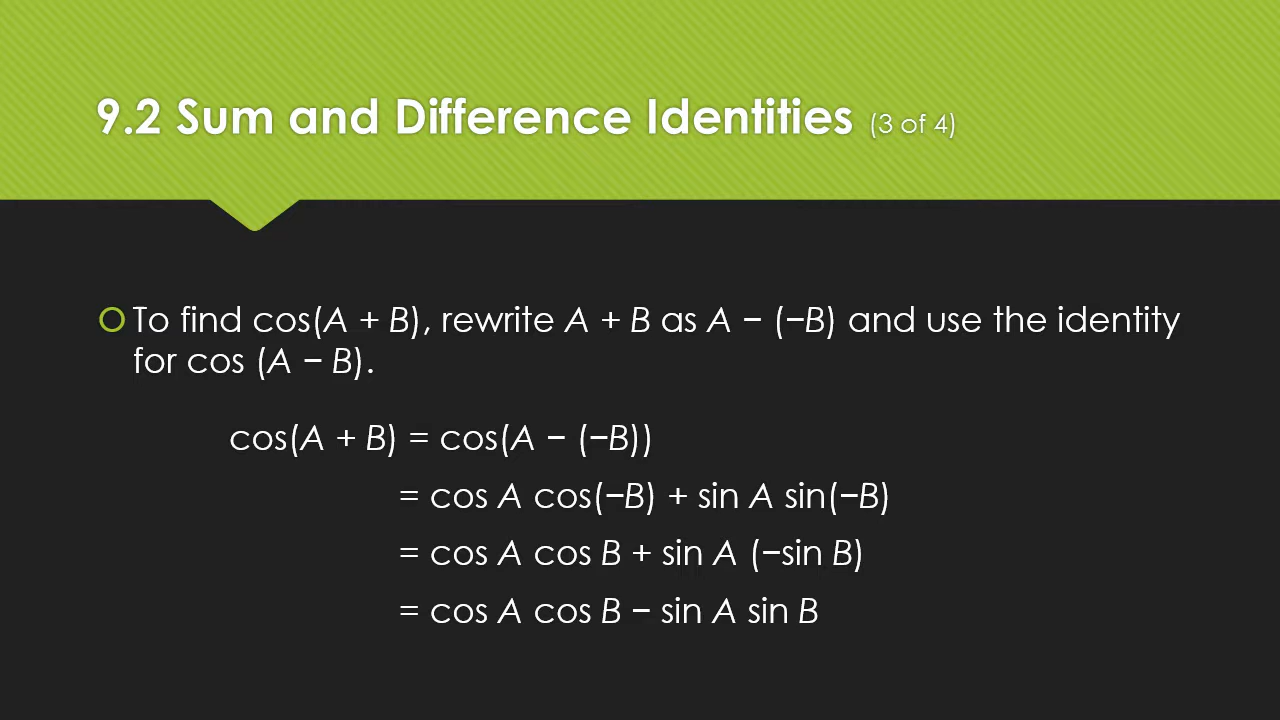 9.2 Sum and Difference Identities (3 of 4)
To find cos(A + B), rewrite A + B as A − (−B) and use the identity
for cos (A − B).
cos(A + B) = cos(A − (−B))
= cos A cos(−B) + sin A sin(−B)
= cos A cos B + sin A (−sin B)
= cos A cos B − sin A sin B